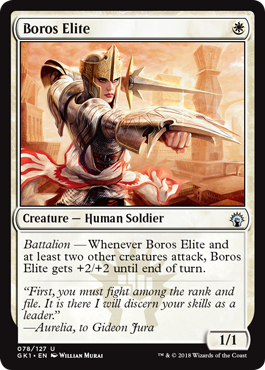 Boros Elite
Creature — Human Soldier
Battalion — Whenever Boros Elite and
at least two other creatures attack, Boros
Elite gets +2/+2 until end of turn.
"First, you must fight among the rank and
file. It is there I will discern your skills as a
leader."
—Aurelia, to Gideon Jura
1/1
078/127 U
GK1 • EN Willian Murai
™ & © 2018 Wizards of the Coast